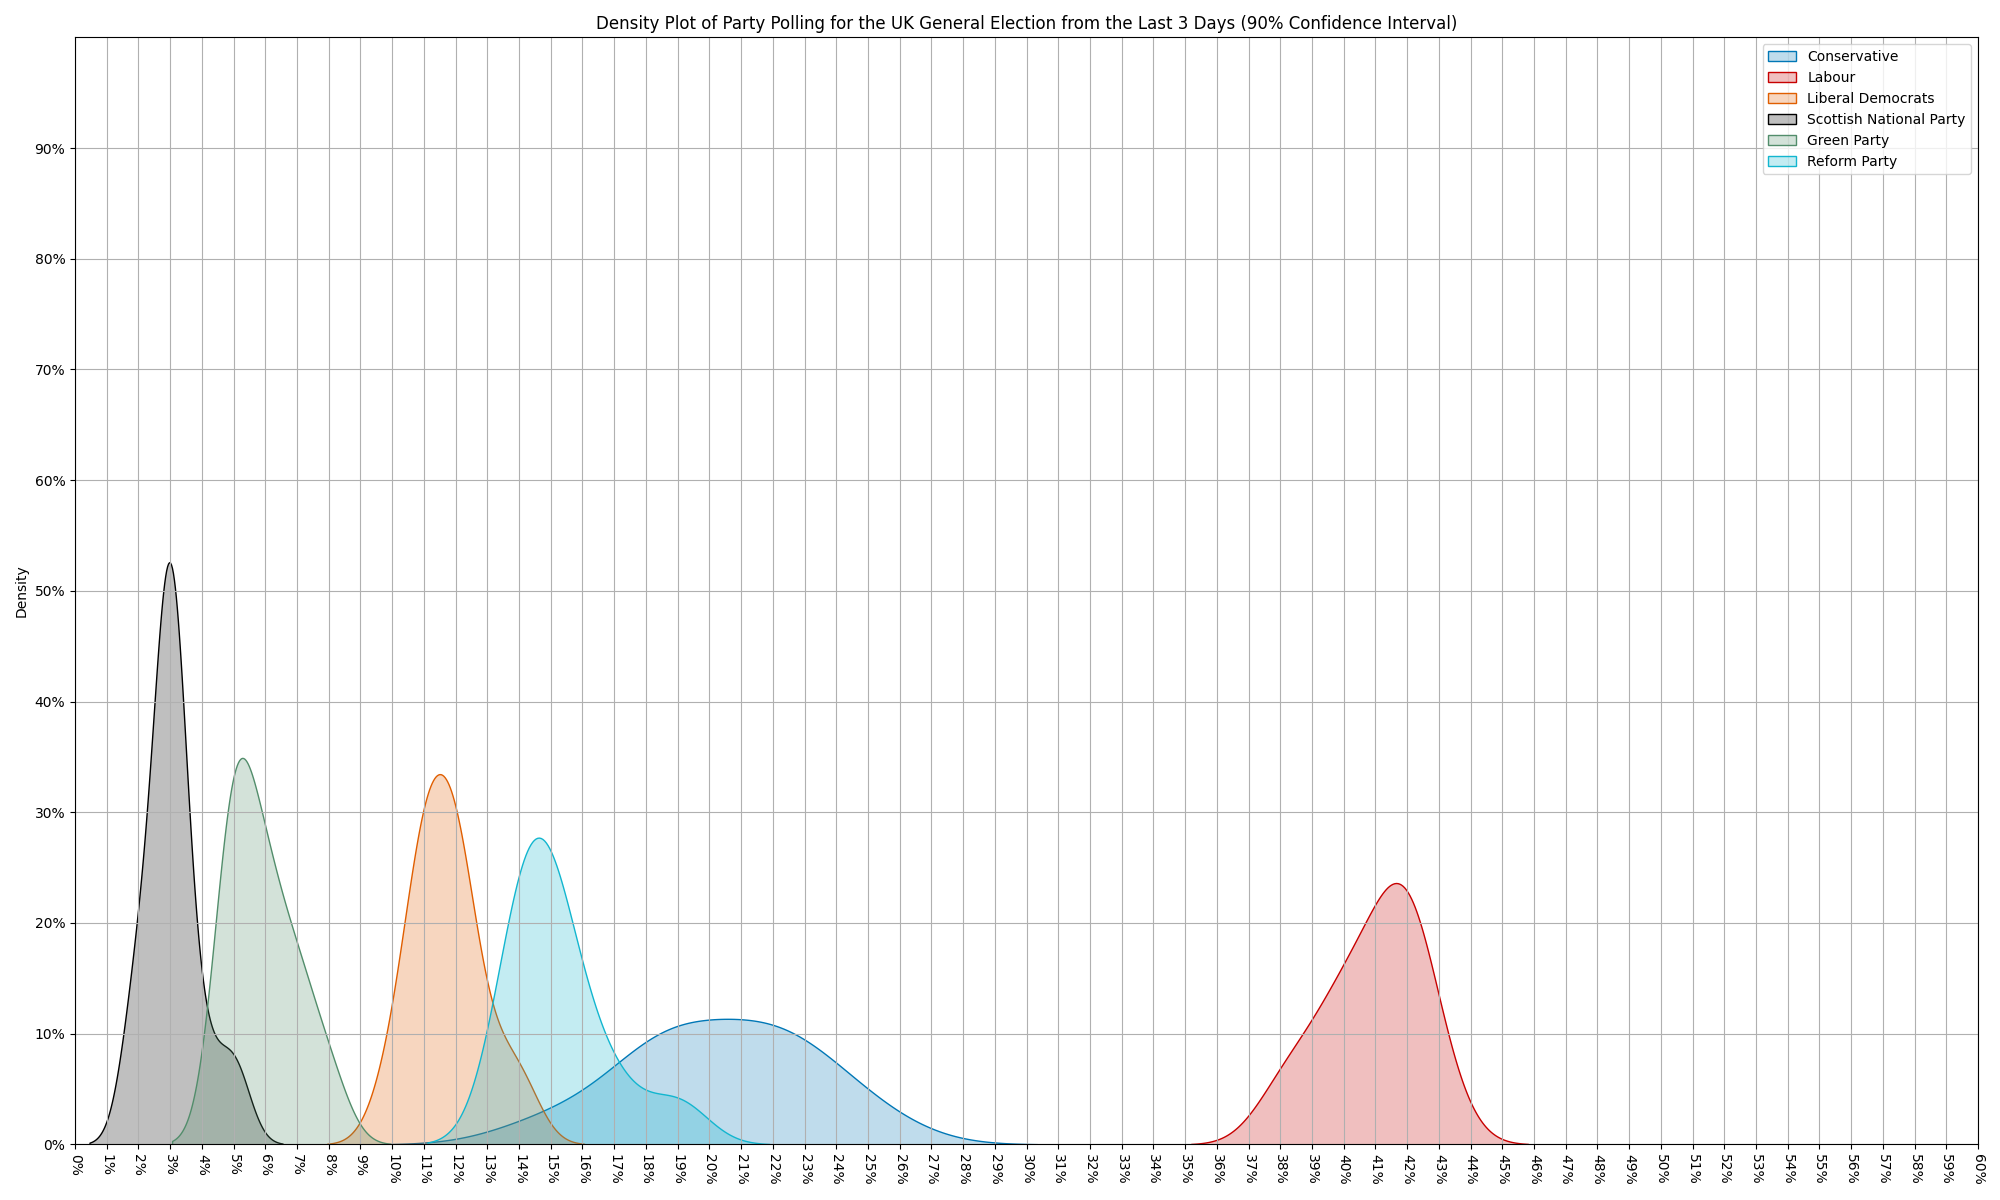 Density Plot of Party Polling for the UK General Election from the Last 3 Days (90% Confidence Interval)
Conservative
Labour
Liberal Democrats
Scottish National Party
Green Party
Reform Party
90%
80%
70%
60%
50%
40%
30%
20%
10%
0%
Density
0% 1% 2% 3% 4% 5% 6% 7% 8% 9% 10% 11% 12% 13% 14% 15% 16% 17% 18% 19% 20% 21% 22% 23% 24% 25% 26% 27% 28% 29% 30% 31% 32% 33% 34% 35% 36% 37% 38% 39% 40% 41% 42% 43% 44% 45% 46% 47% 48% 49% 50% 51% 52% 53% 54% 55% 56% 57% 58% 59% 60%